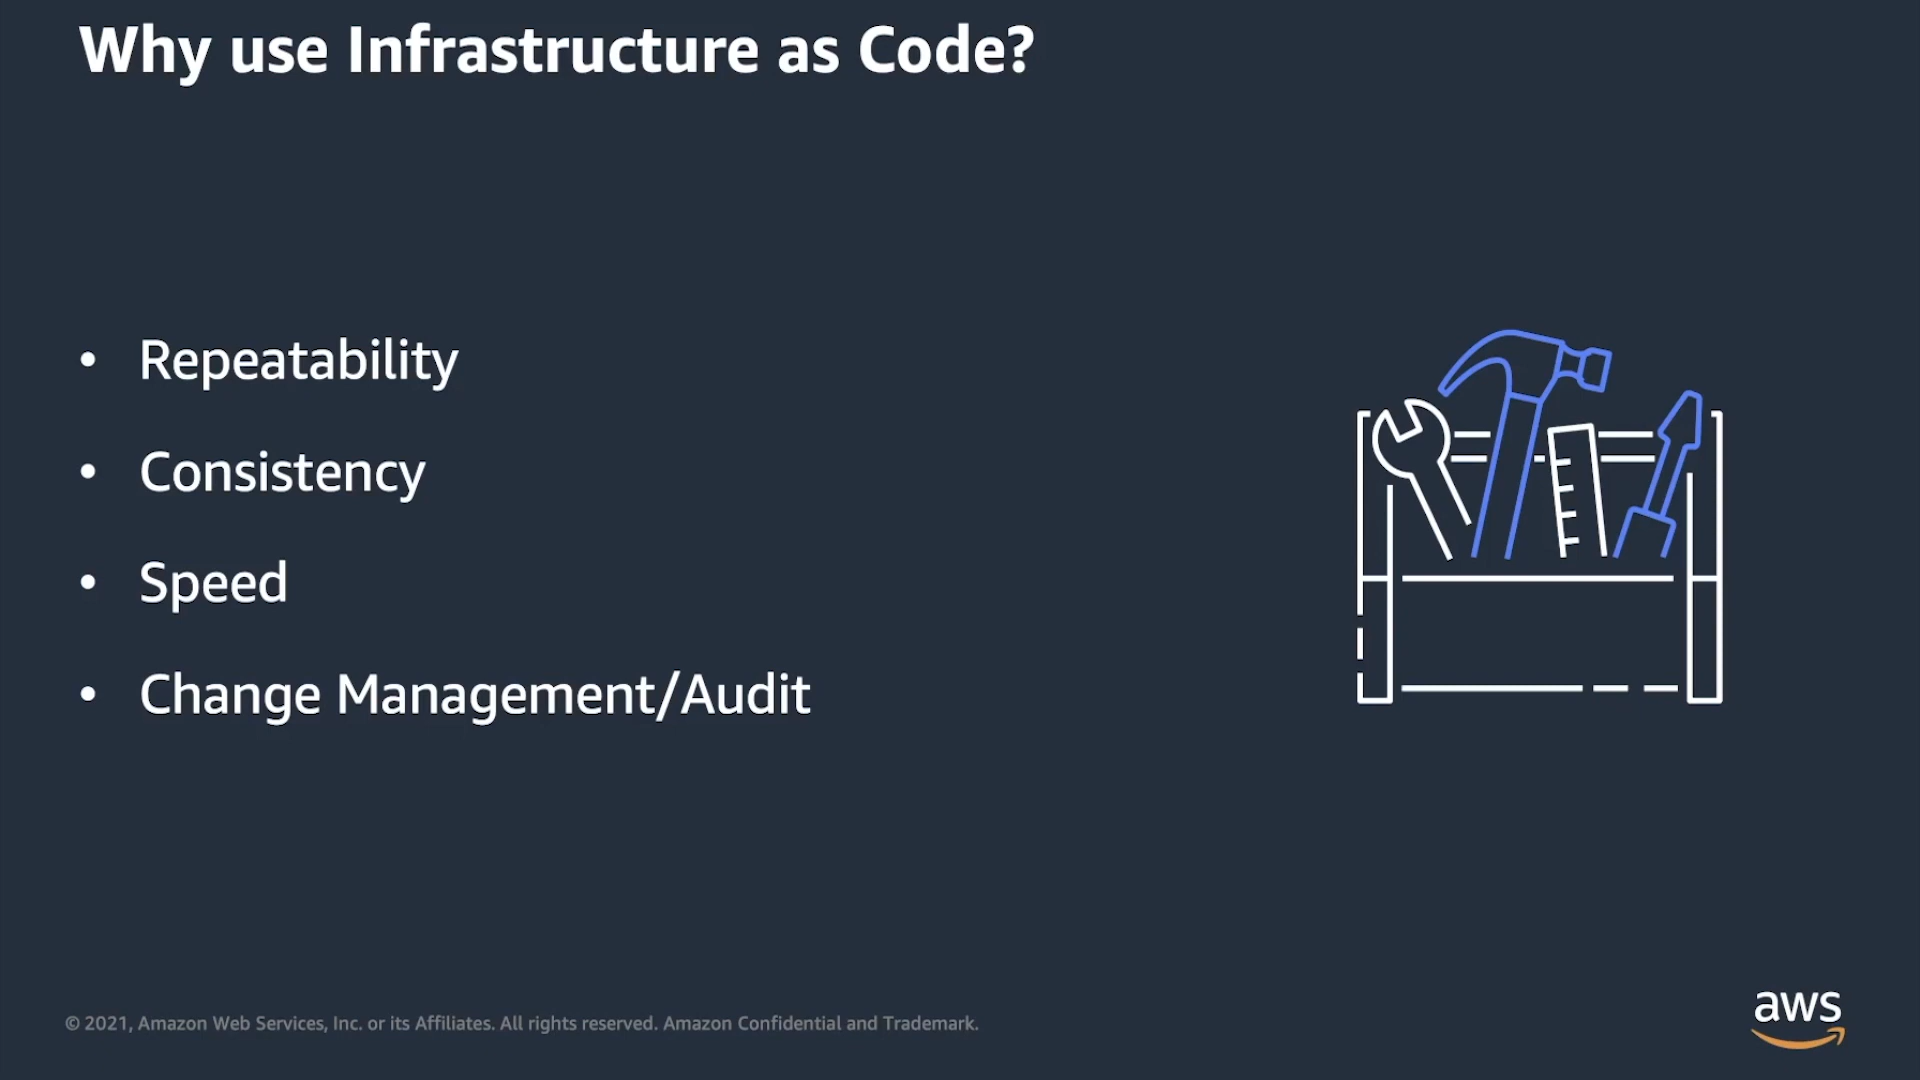 Why use Infrastructure as Code?
• Repeatability
• Consistency
• Speed
• Change Management/Audit
© 2021, Amazon Web Services, Inc. or its Affiliates. All rights reserved. Amazon Confidential and Trademark.
aws